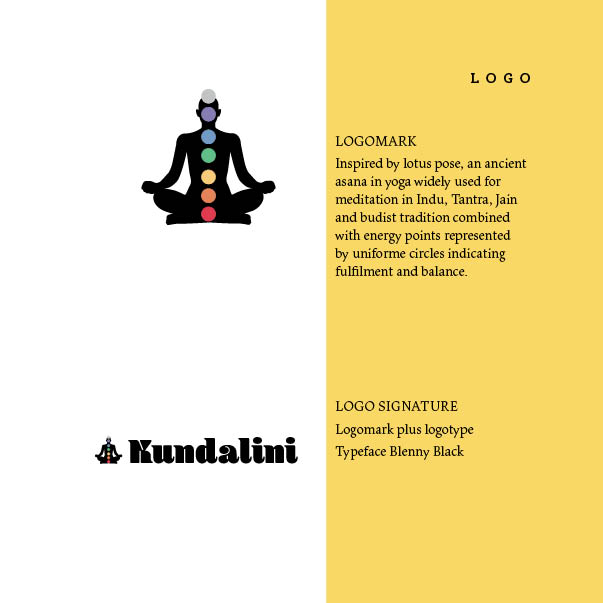 LOGO
LOGOMARK
Inspired by lotus pose, an ancient
asana in yoga widely used for
meditation in Indu, Tantra, Jain
and budist tradition combined
with energy points represented
by uniforme circles indicating
fulfilment and balance.
LOGO SIGNATURE
Logomark plus logotype
Typeface Blenny Black
Kundalini